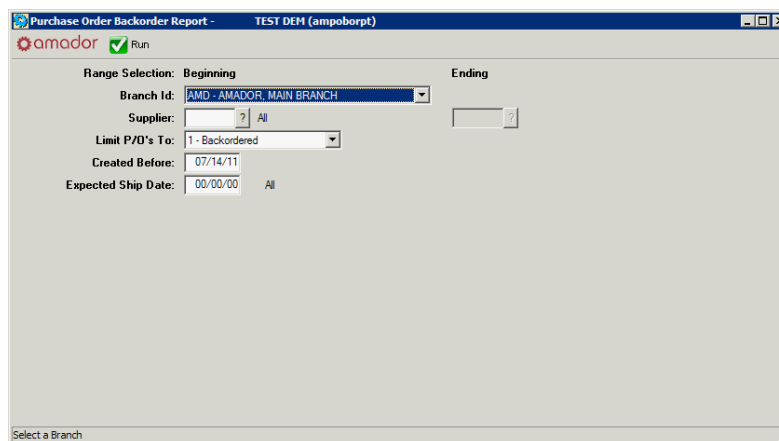 Purchase Order Backorder Report - TEST DEM (ampoborpt)
amador Run
Range Selection: Beginning Ending
Branch Id: AMD - AMADOR, MAIN BRANCH
Supplier: ? All ?
Limit P/O's To: 1 - Backordered
Created Before: 07/14/11
Expected Ship Date: 00/00/00 All
Select a Branch